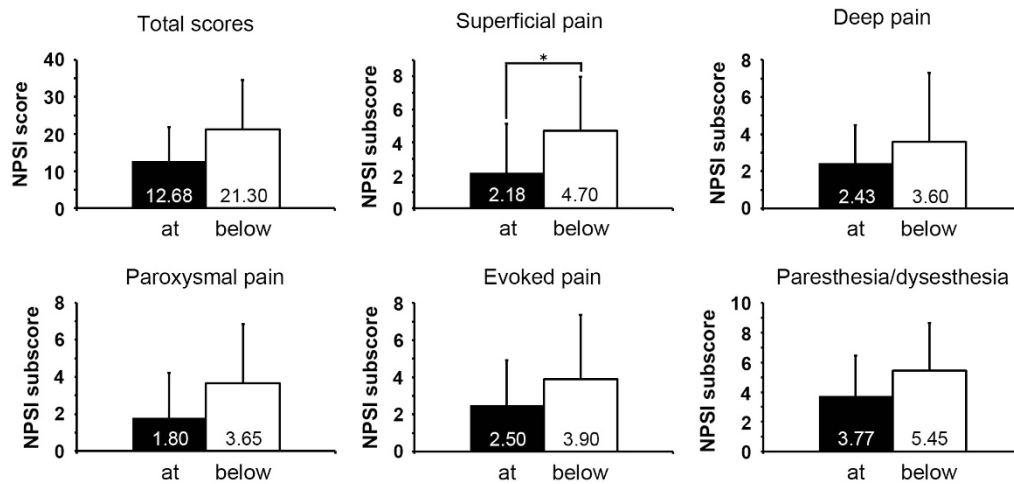 Total scores
NPSI score
40
30
20
10
0
12.68
21.30
at
below
Superficial pain
NPSI subscore
8
6
4
2
0
*
2.18
4.70
at
below
Deep pain
NPSI subscore
8
6
4
2
0
2.43
3.60
at
below
Paroxysmal pain
NPSI subscore
8
6
4
2
0
1.80
3.65
at
below
Evoked pain
NPSI subscore
8
6
4
2
0
2.50
3.90
at
below
Paresthesia/dysesthesia
NPSI subscore
10
8
6
4
2
0
3.77
5.45
at
below